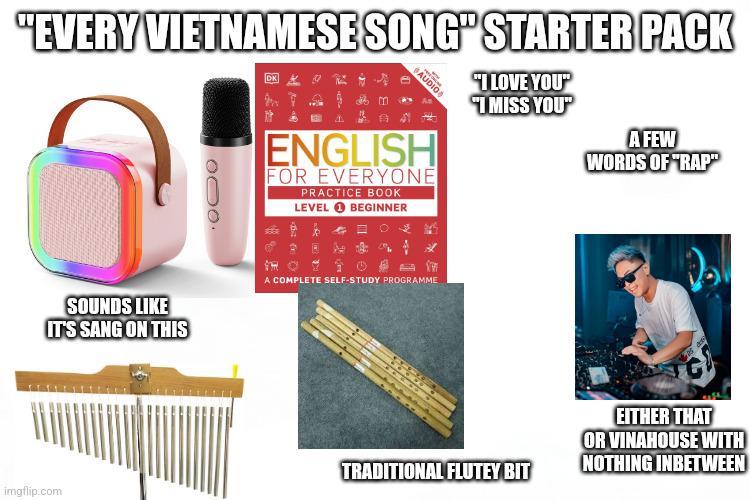 "EVERY VIETNAMESE SONG" STARTER PACK
"I LOVE YOU"
"I MISS YOU"
A FEW
WORDS OF "RAP"
DK
AUDIO
ENGLISH
FOR EVERYONE
PRACTICE BOOK
LEVEL 1 BEGINNER
A COMPLETE SELF-STUDY PROGRAMME
SOUNDS LIKE
IT'S SANG ON THIS
TRADITIONAL FLUTEY BIT
EITHER THAT
OR VINAHOUSE WITH
NOTHING INBETWEEN
imgflip.com